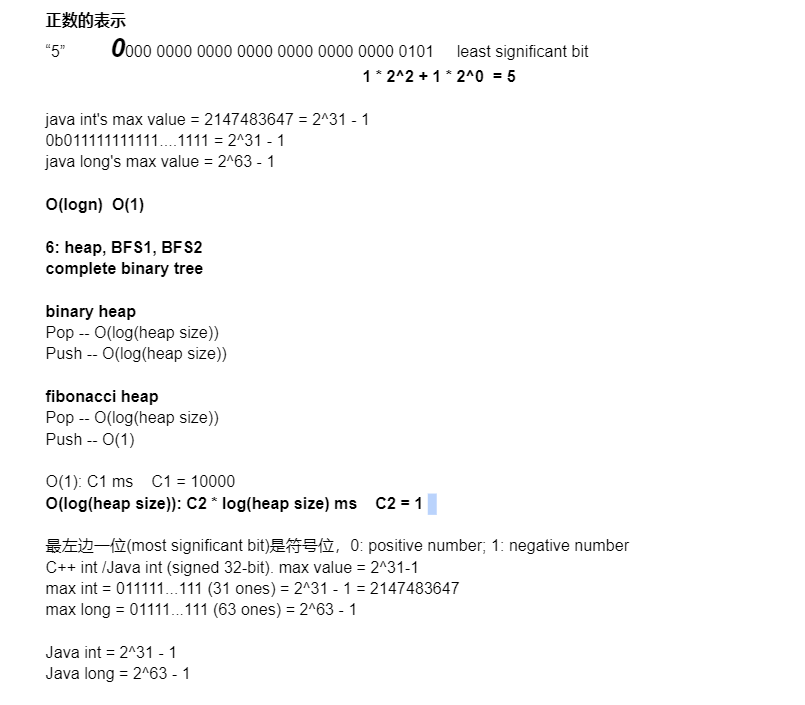 正数的表示
“5” 0000 0000 0000 0000 0000 0000 0000 0101 least significant bit
1 * 2^2 + 1 * 2^0 = 5
java int's max value = 2147483647 = 2^31 - 1
0b011111111111....1111 = 2^31 - 1
java long's max value = 2^63 - 1
O(logn) O(1)
6: heap, BFS1, BFS2
complete binary tree
binary heap
Pop -- O(log(heap size))
Push -- O(log(heap size))
fibonacci heap
Pop -- O(log(heap size))
Push -- O(1)
O(1): C1 ms C1 = 10000
O(log(heap size)): C2 * log(heap size) ms C2 = 1
最左边一位(most significant bit)是符号位，0: positive number; 1: negative number
C++ int /Java int (signed 32-bit). max value = 2^31-1
max int = 011111...111 (31 ones) = 2^31 - 1 = 2147483647
max long = 01111...111 (63 ones) = 2^63 - 1
Java int = 2^31 - 1
Java long = 2^63 - 1